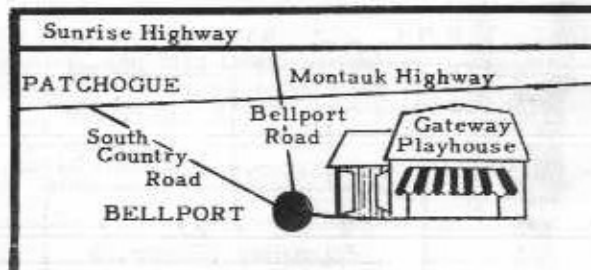 Sunrise Highway
PATCHOGUE
Montauk Highway
Bellport
Road
South
Country
Road
Gateway
Playhouse
BELLPORT